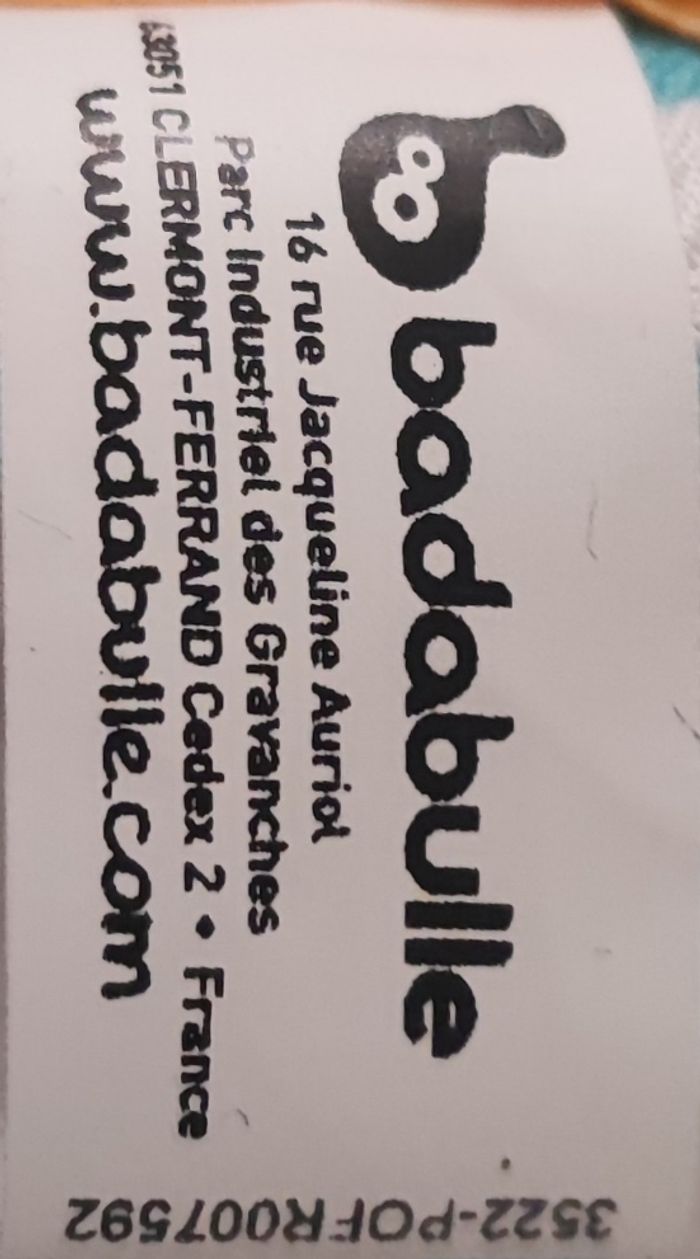 badabulle
16 rue Jacqueline Auriol
Parc Industriel des Gravanches
63051 CLERMONT-FERRAND Cedex 2 • France
www.badabulle.com
3522-POFR007592